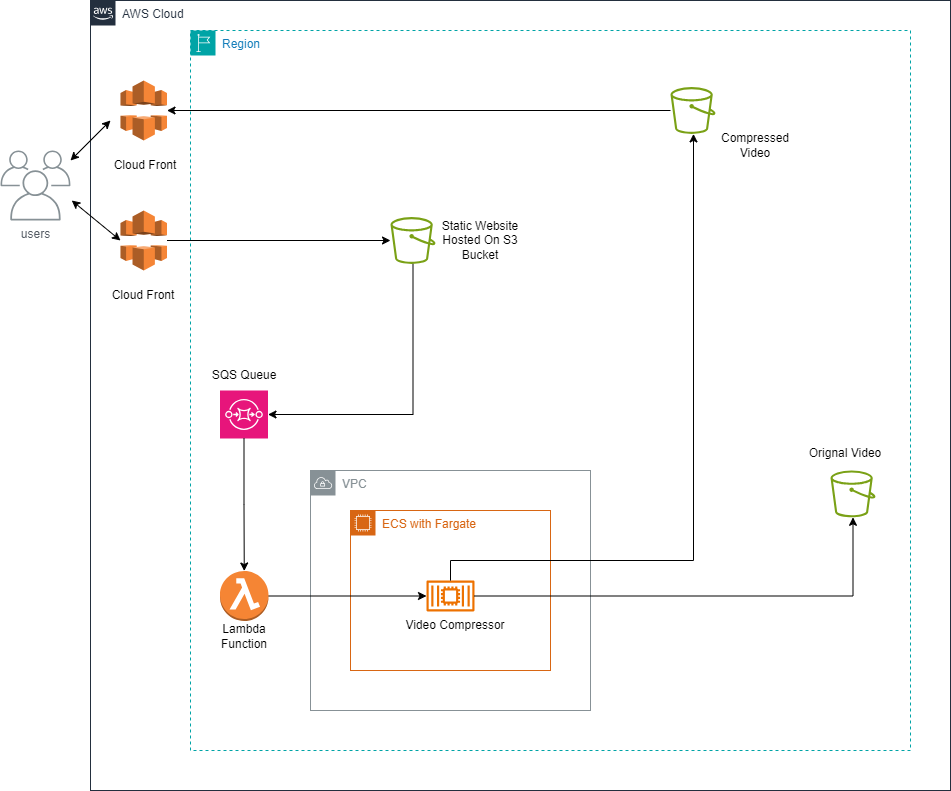 aws
AWS Cloud
Region
Cloud Front
Compressed
Video
users
Static Website
Hosted On S3
Bucket
Cloud Front
SQS Queue
Orignal Video
VPC
ECS with Fargate
Lambda
Function
Video Compressor